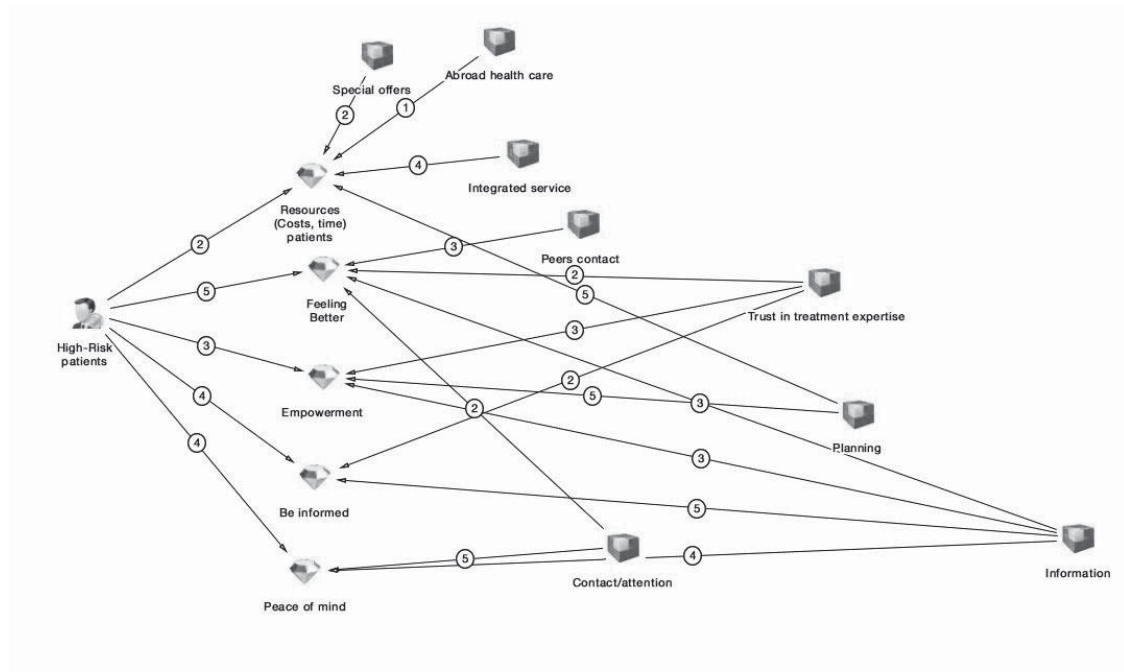 Abroad health care
Special offers
1
2
4
Integrated service
Resources
(Costs, time)
patients
2
3
Peers contact
2
5
5
Feeling
Better
Trust in treatment expertise
3
High-Risk
patients
3
2
4
5
3
2
Empowerment
Planning
4
3
5
Be informed
5
4
Contact/attention
Information
Peace of mind